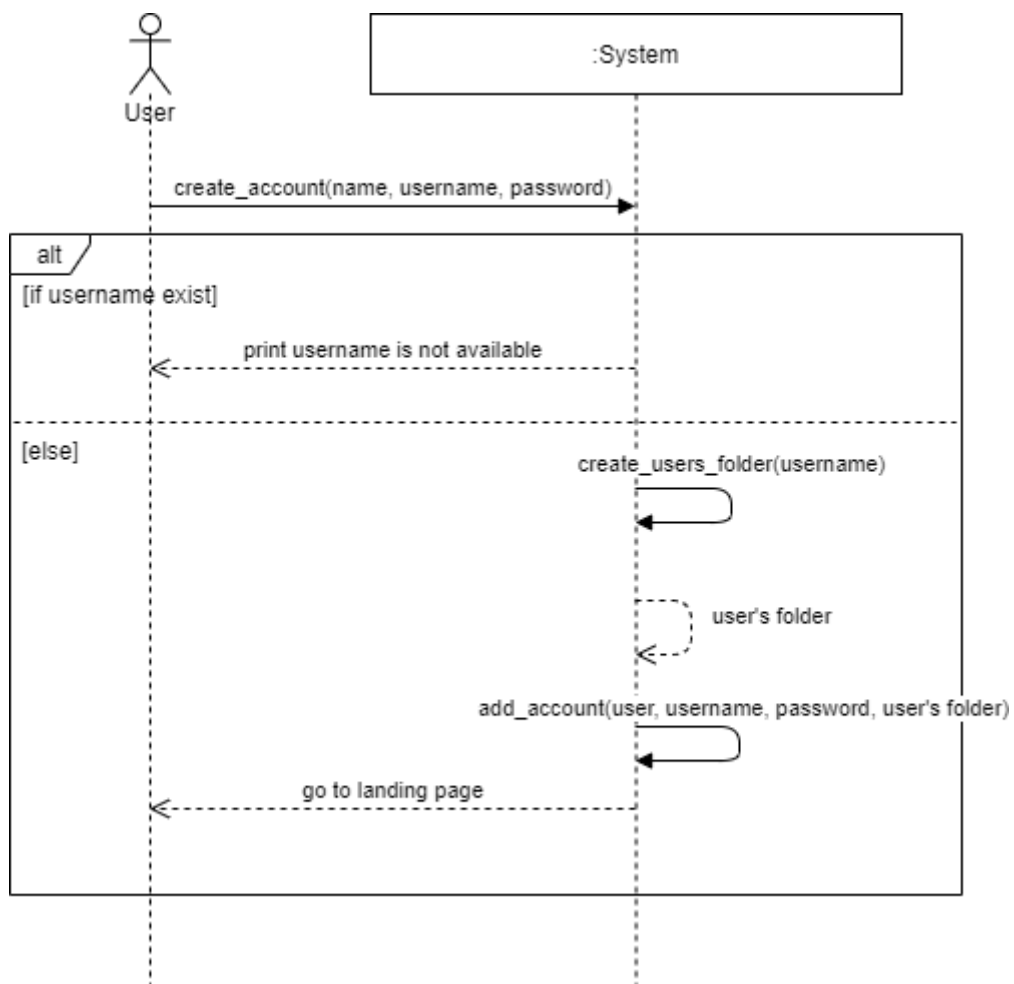 :System
User
create_account(name, username, password)
alt
[if username exist]
print username is not available
[else]
create_users_folder(username)
user's folder
add_account(user, username, password, user's folder)
go to landing page